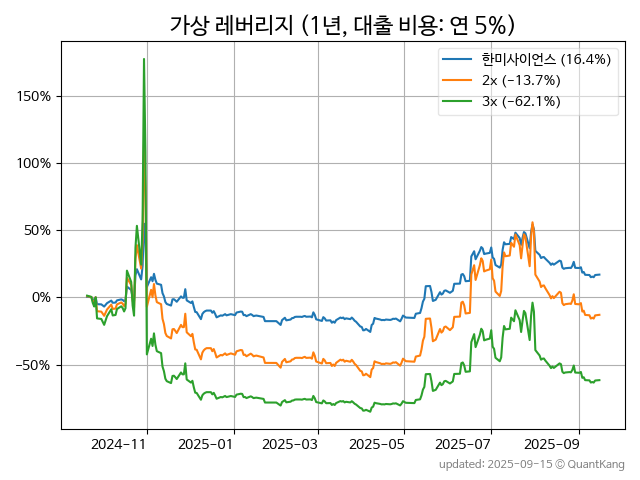 가상 레버리지 (1년, 대출 비용: 연 5%)
한미사이언스 (16.4%)
2x (−13.7%)
3x (−62.1%)
150%
100%
50%
0%
−50%
2024-11
2025-01
2025-03
2025-05
2025-07
2025-09
updated: 2025-09-15 © QuantKang